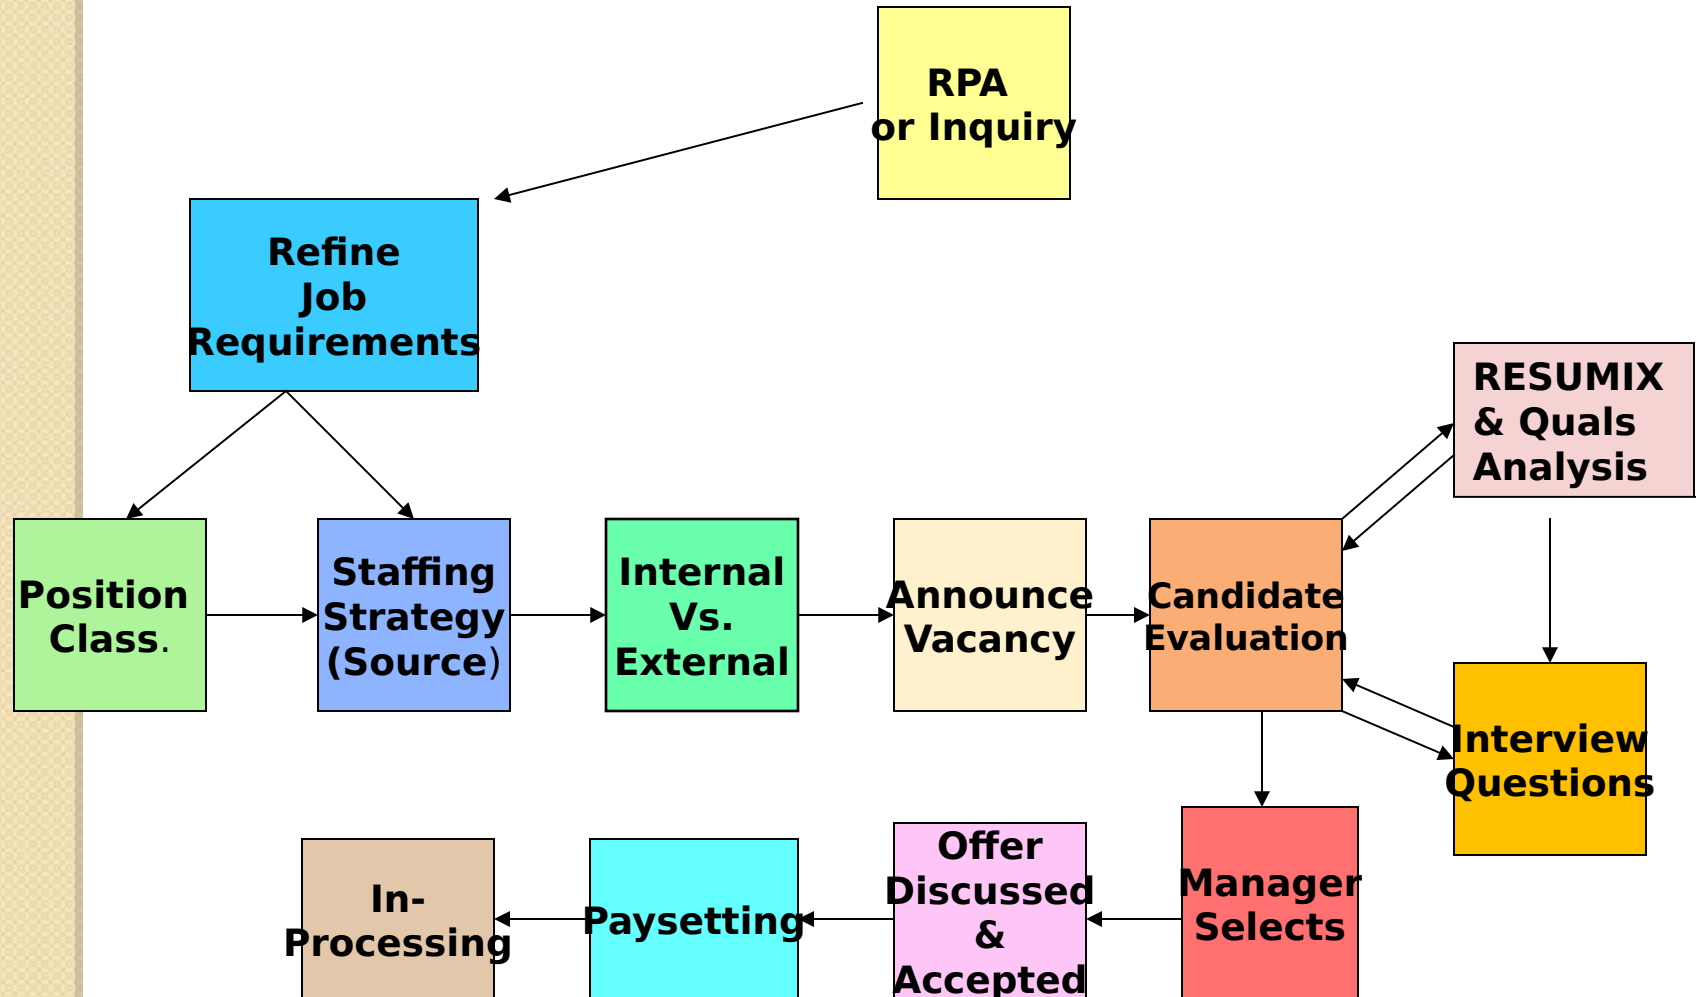 RPA
or Inquiry
Refine
Job
Requirements
RESUMIX
& Quals
Analysis
Position
Class.
Staffing
Strategy
(Source)
Internal
Vs.
External
Announce
Vacancy
Candidate
Evaluation
Interview
Questions
Manager
Selects
Offer
Discussed
&
Accepted
Paysetting
In-
Processing